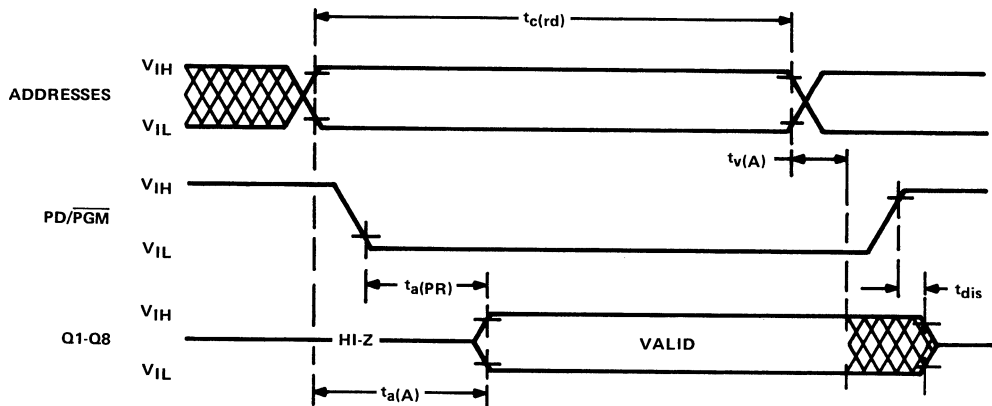 tc(rd)
VIH
ADDRESSES
VIL
tv(A)
VIH
PD/PGM
VIL
ta(PR)
tdis
VIH
Q1-Q8
HI-Z
VALID
VIL
ta(A)